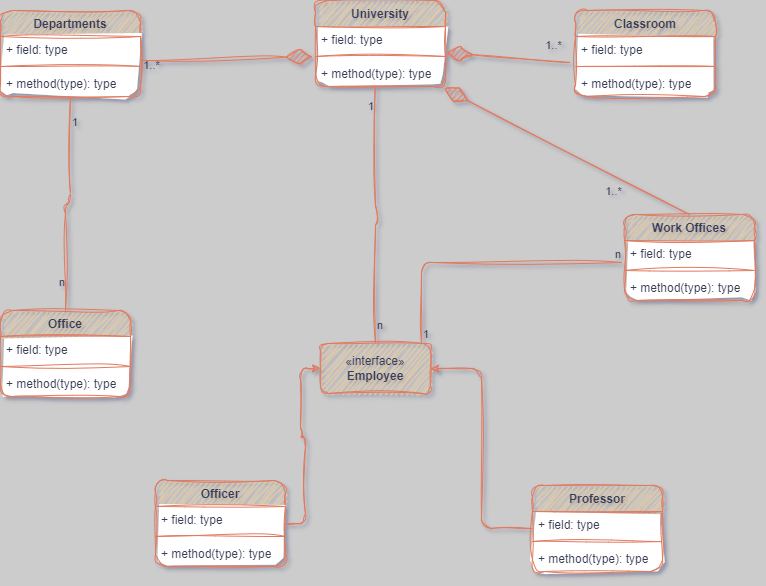 Departments
+ field: type
+ method(type): type
1..*
University
+ field: type
+ method(type): type
1..*
Classroom
+ field: type
+ method(type): type
1
1
1..*
Work Offices
+ field: type
+ method(type): type
n
n
Office
+ field: type
+ method(type): type
n
1
«interface»
Employee
Officer
+ field: type
+ method(type): type
Professor
+ field: type
+ method(type): type